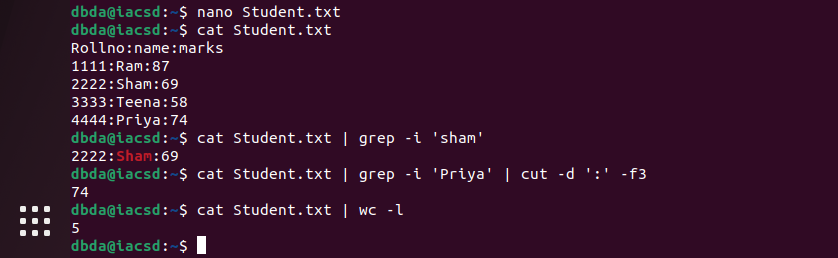 dbda@iacsd:~$ nano Student.txt
dbda@iacsd:~$ cat Student.txt
Rollno:name:marks
1111:Ram:87
2222:Sham:69
3333:Teena:58
4444:Priya:74
dbda@iacsd:~$ cat Student.txt | grep -i 'sham'
2222:Sham:69
dbda@iacsd:~$ cat Student.txt | grep -i 'Priya' | cut -d ':' -f3
74
dbda@iacsd:~$ cat Student.txt | wc -l
5
dbda@iacsd:~$